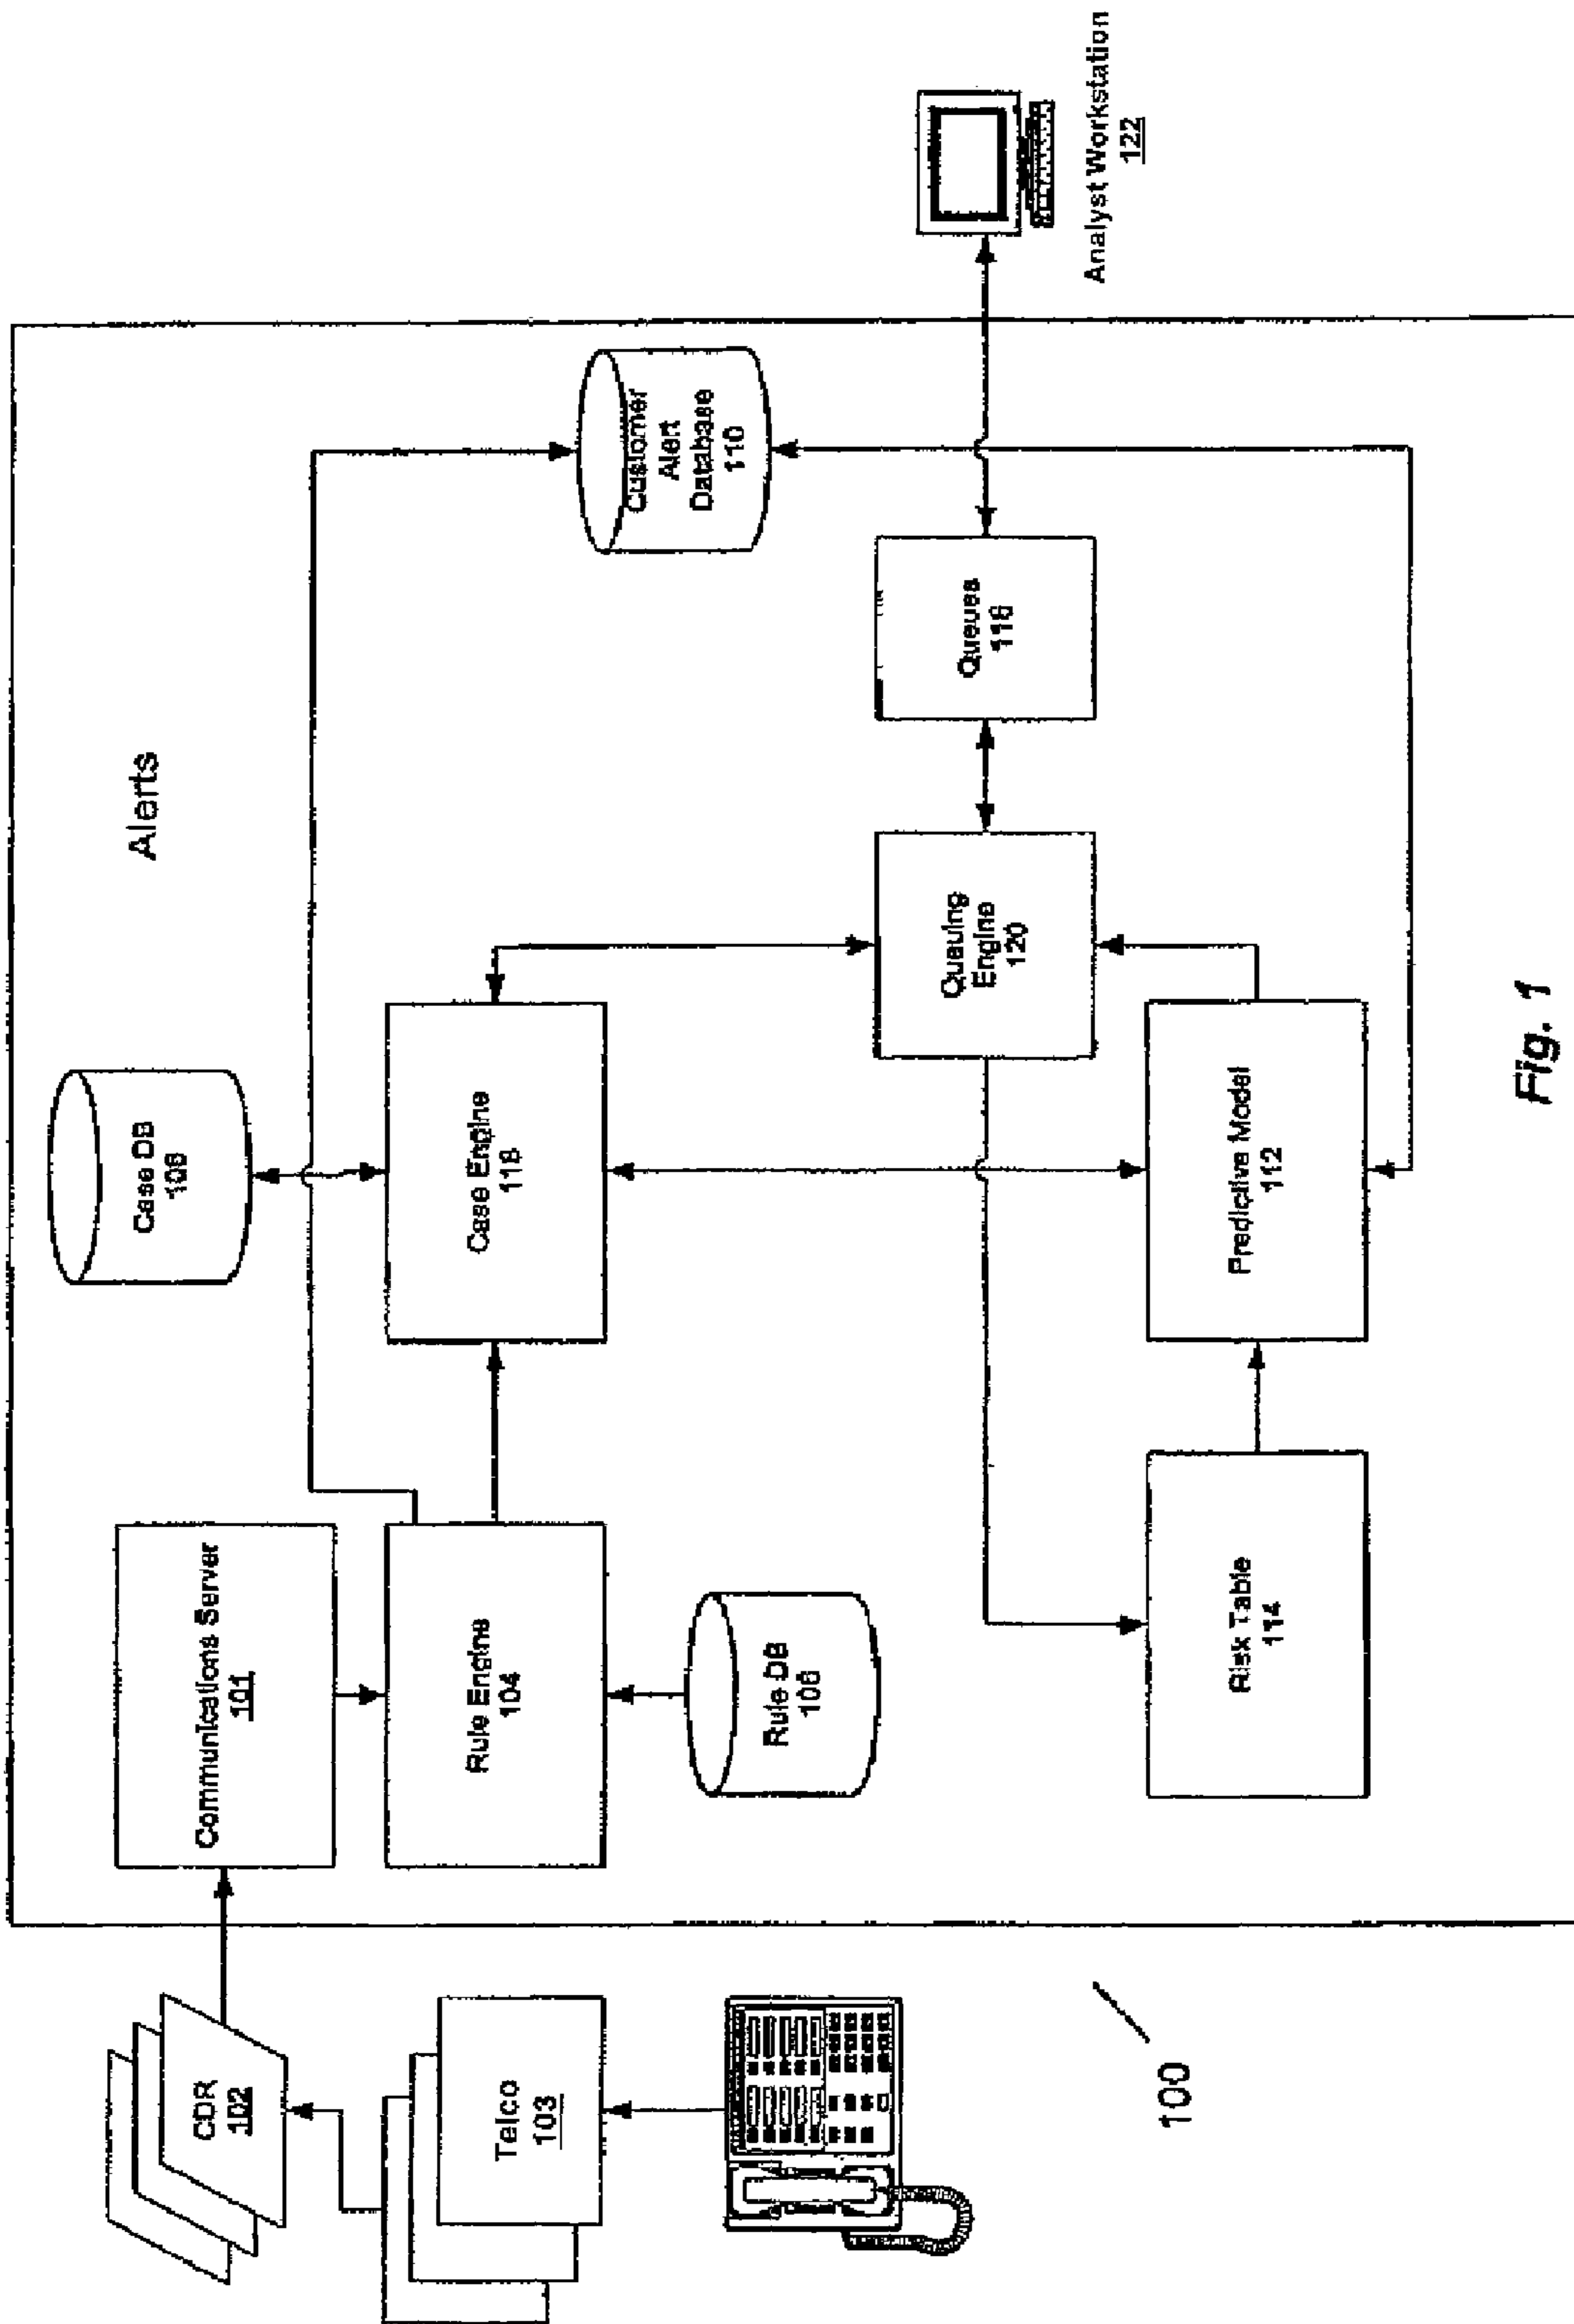 CDR
102
Communications Server
101
Case DB
108
Alerts
Telco
103
Rule Engine
104
Case Engine
118
Customer
Alert
Database
110
Rule DB
106
Queuing
Engine
120
Queues
116
Analyst Workstation
122
100
Risk Table
114
Predictive Model
112
Fig. 1